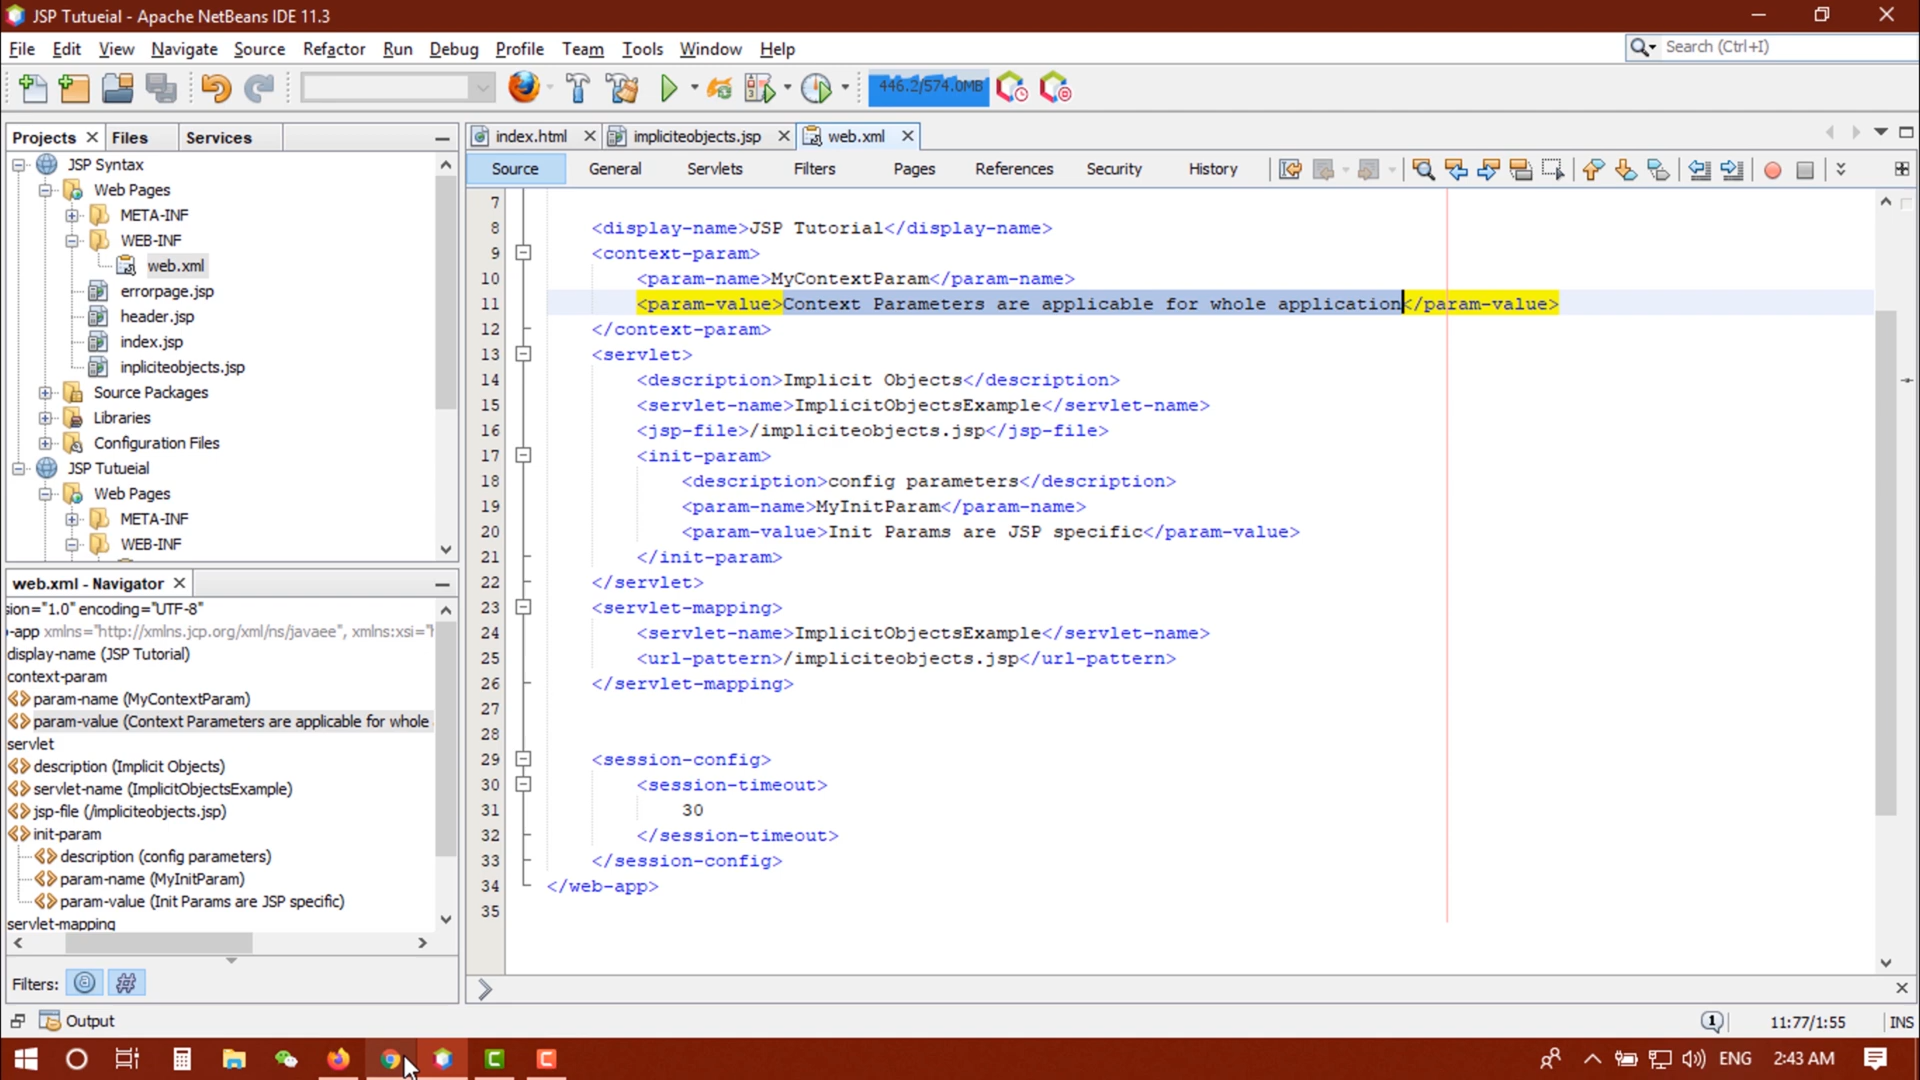 JSP Tutueial - Apache NetBeans IDE 11.3
File Edit View Navigate Source Refactor Run Debug Profile Team Tools Window Help
Search (Ctrl+I)
446.2/574.0MB
Projects Files Services
JSP Syntax
Web Pages
META-INF
WEB-INF
web.xml
errorpage.jsp
header.jsp
index.jsp
inpliciteobjects.jsp
Source Packages
Libraries
Configuration Files
JSP Tutueial
Web Pages
META-INF
WEB-INF
web.xml - Navigator
sion="1.0" encoding="UTF-8"
-app xmlns="http://xmlns.jcp.org/xml/ns/javaee", xmlns:xsi="
display-name (JSP Tutorial)
context-param
param-name (MyContextParam)
param-value (Context Parameters are applicable for whole
servlet
description (Implicit Objects)
servlet-name (ImplicitObjectsExample)
jsp-file (/impliciteobjects.jsp)
init-param
description (config parameters)
param-name (MyInitParam)
param-value (Init Params are JSP specific)
servlet-mapping
Filters:
index.html impliciteobjects.jsp web.xml
Source General Servlets Filters Pages References Security History
7
8 <display-name>JSP Tutorial</display-name>
9 <context-param>
10 <param-name>MyContextParam</param-name>
11 <param-value>Context Parameters are applicable for whole application</param-value>
12 </context-param>
13 <servlet>
14 <description>Implicit Objects</description>
15 <servlet-name>ImplicitObjectsExample</servlet-name>
16 <jsp-file>/impliciteobjects.jsp</jsp-file>
17 <init-param>
18 <description>config parameters</description>
19 <param-name>MyInitParam</param-name>
20 <param-value>Init Params are JSP specific</param-value>
21 </init-param>
22 </servlet>
23 <servlet-mapping>
24 <servlet-name>ImplicitObjectsExample</servlet-name>
25 <url-pattern>/impliciteobjects.jsp</url-pattern>
26 </servlet-mapping>
27
28
29 <session-config>
30 <session-timeout>
31 30
32 </session-timeout>
33 </session-config>
34 </web-app>
35
Output
1 11:77/1:55 INS
ENG 2:43 AM